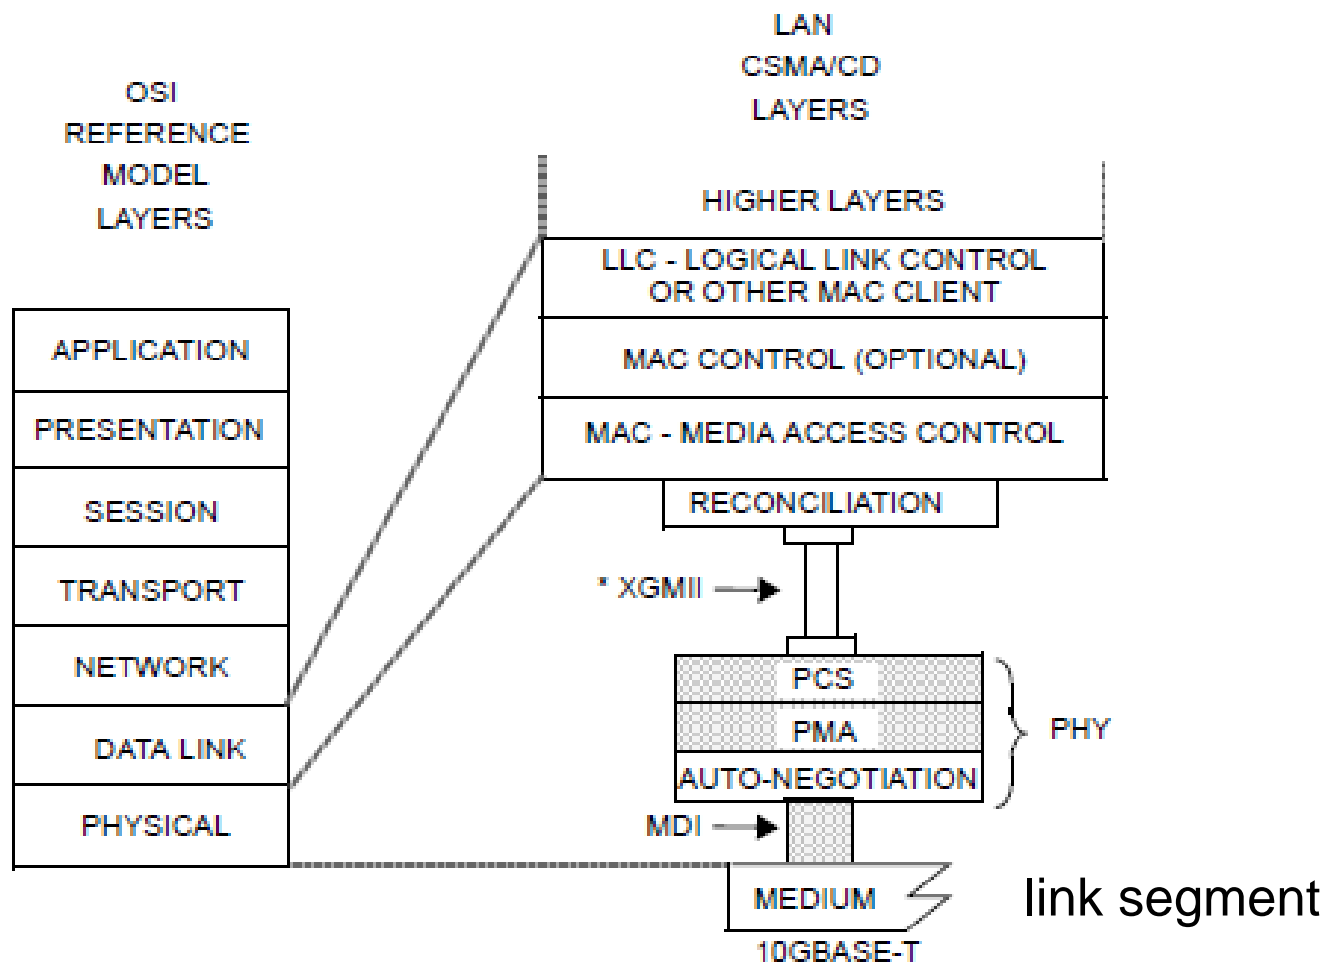 OSI
REFERENCE
MODEL
LAYERS
APPLICATION
PRESENTATION
SESSION
TRANSPORT
NETWORK
DATA LINK
PHYSICAL
LAN
CSMA/CD
LAYERS
HIGHER LAYERS
LLC - LOGICAL LINK CONTROL
OR OTHER MAC CLIENT
MAC CONTROL (OPTIONAL)
MAC - MEDIA ACCESS CONTROL
RECONCILIATION
* XGMII
PCS
PMA
AUTO-NEGOTIATION
PHY
MDI
MEDIUM
10GBASE-T
link segment